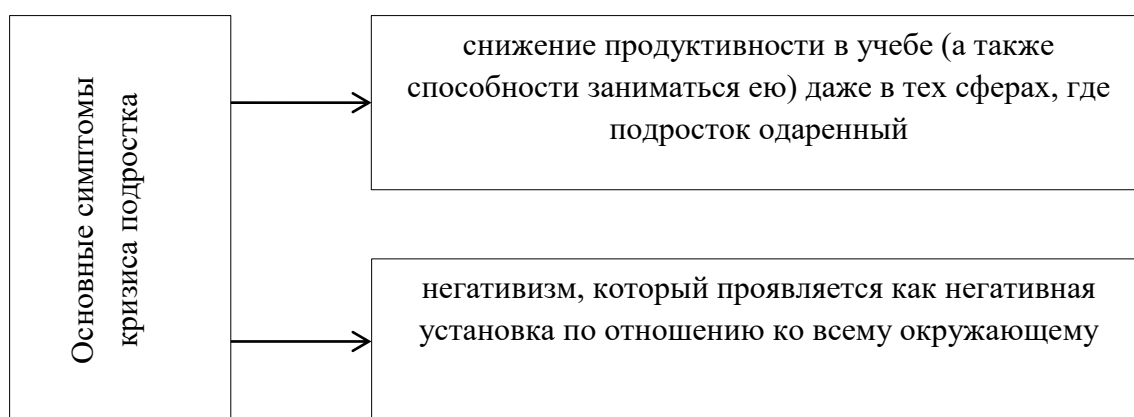 Основные симптомы
кризиса подростка
снижение продуктивности в учебе (а также
способности заниматься ею) даже в тех сферах, где
подросток одаренный
негативизм, который проявляется как негативная
установка по отношению ко всему окружающему